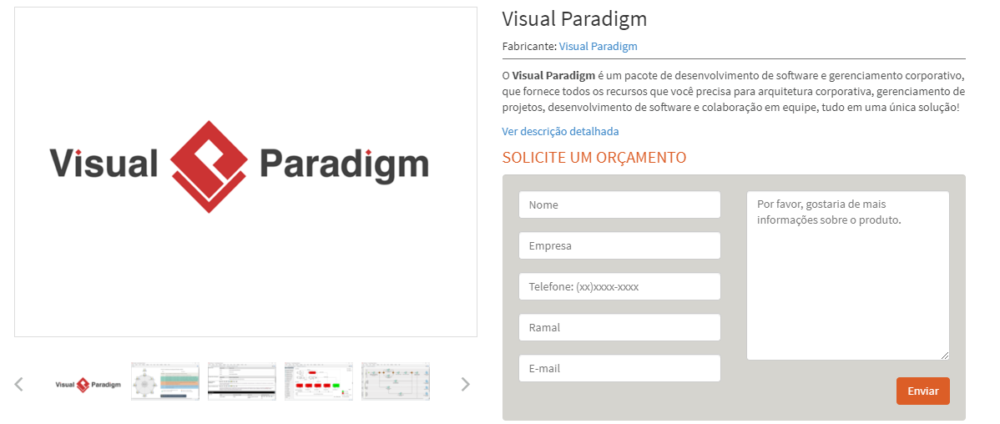 Visual Paradigm
Visual Paradigm
Visual Paradigm
Fabricante: Visual Paradigm
O Visual Paradigm é um pacote de desenvolvimento de software e gerenciamento corporativo,
que fornece todos os recursos que você precisa para arquitetura corporativa, gerenciamento de
projetos, desenvolvimento de software e colaboração em equipe, tudo em uma única solução!
Ver descrição detalhada
SOLICITE UM ORÇAMENTO
Nome
Empresa
Telefone: (xx)xxxx-xxxx
Ramal
E-mail
Por favor, gostaria de mais
informações sobre o produto.
Enviar